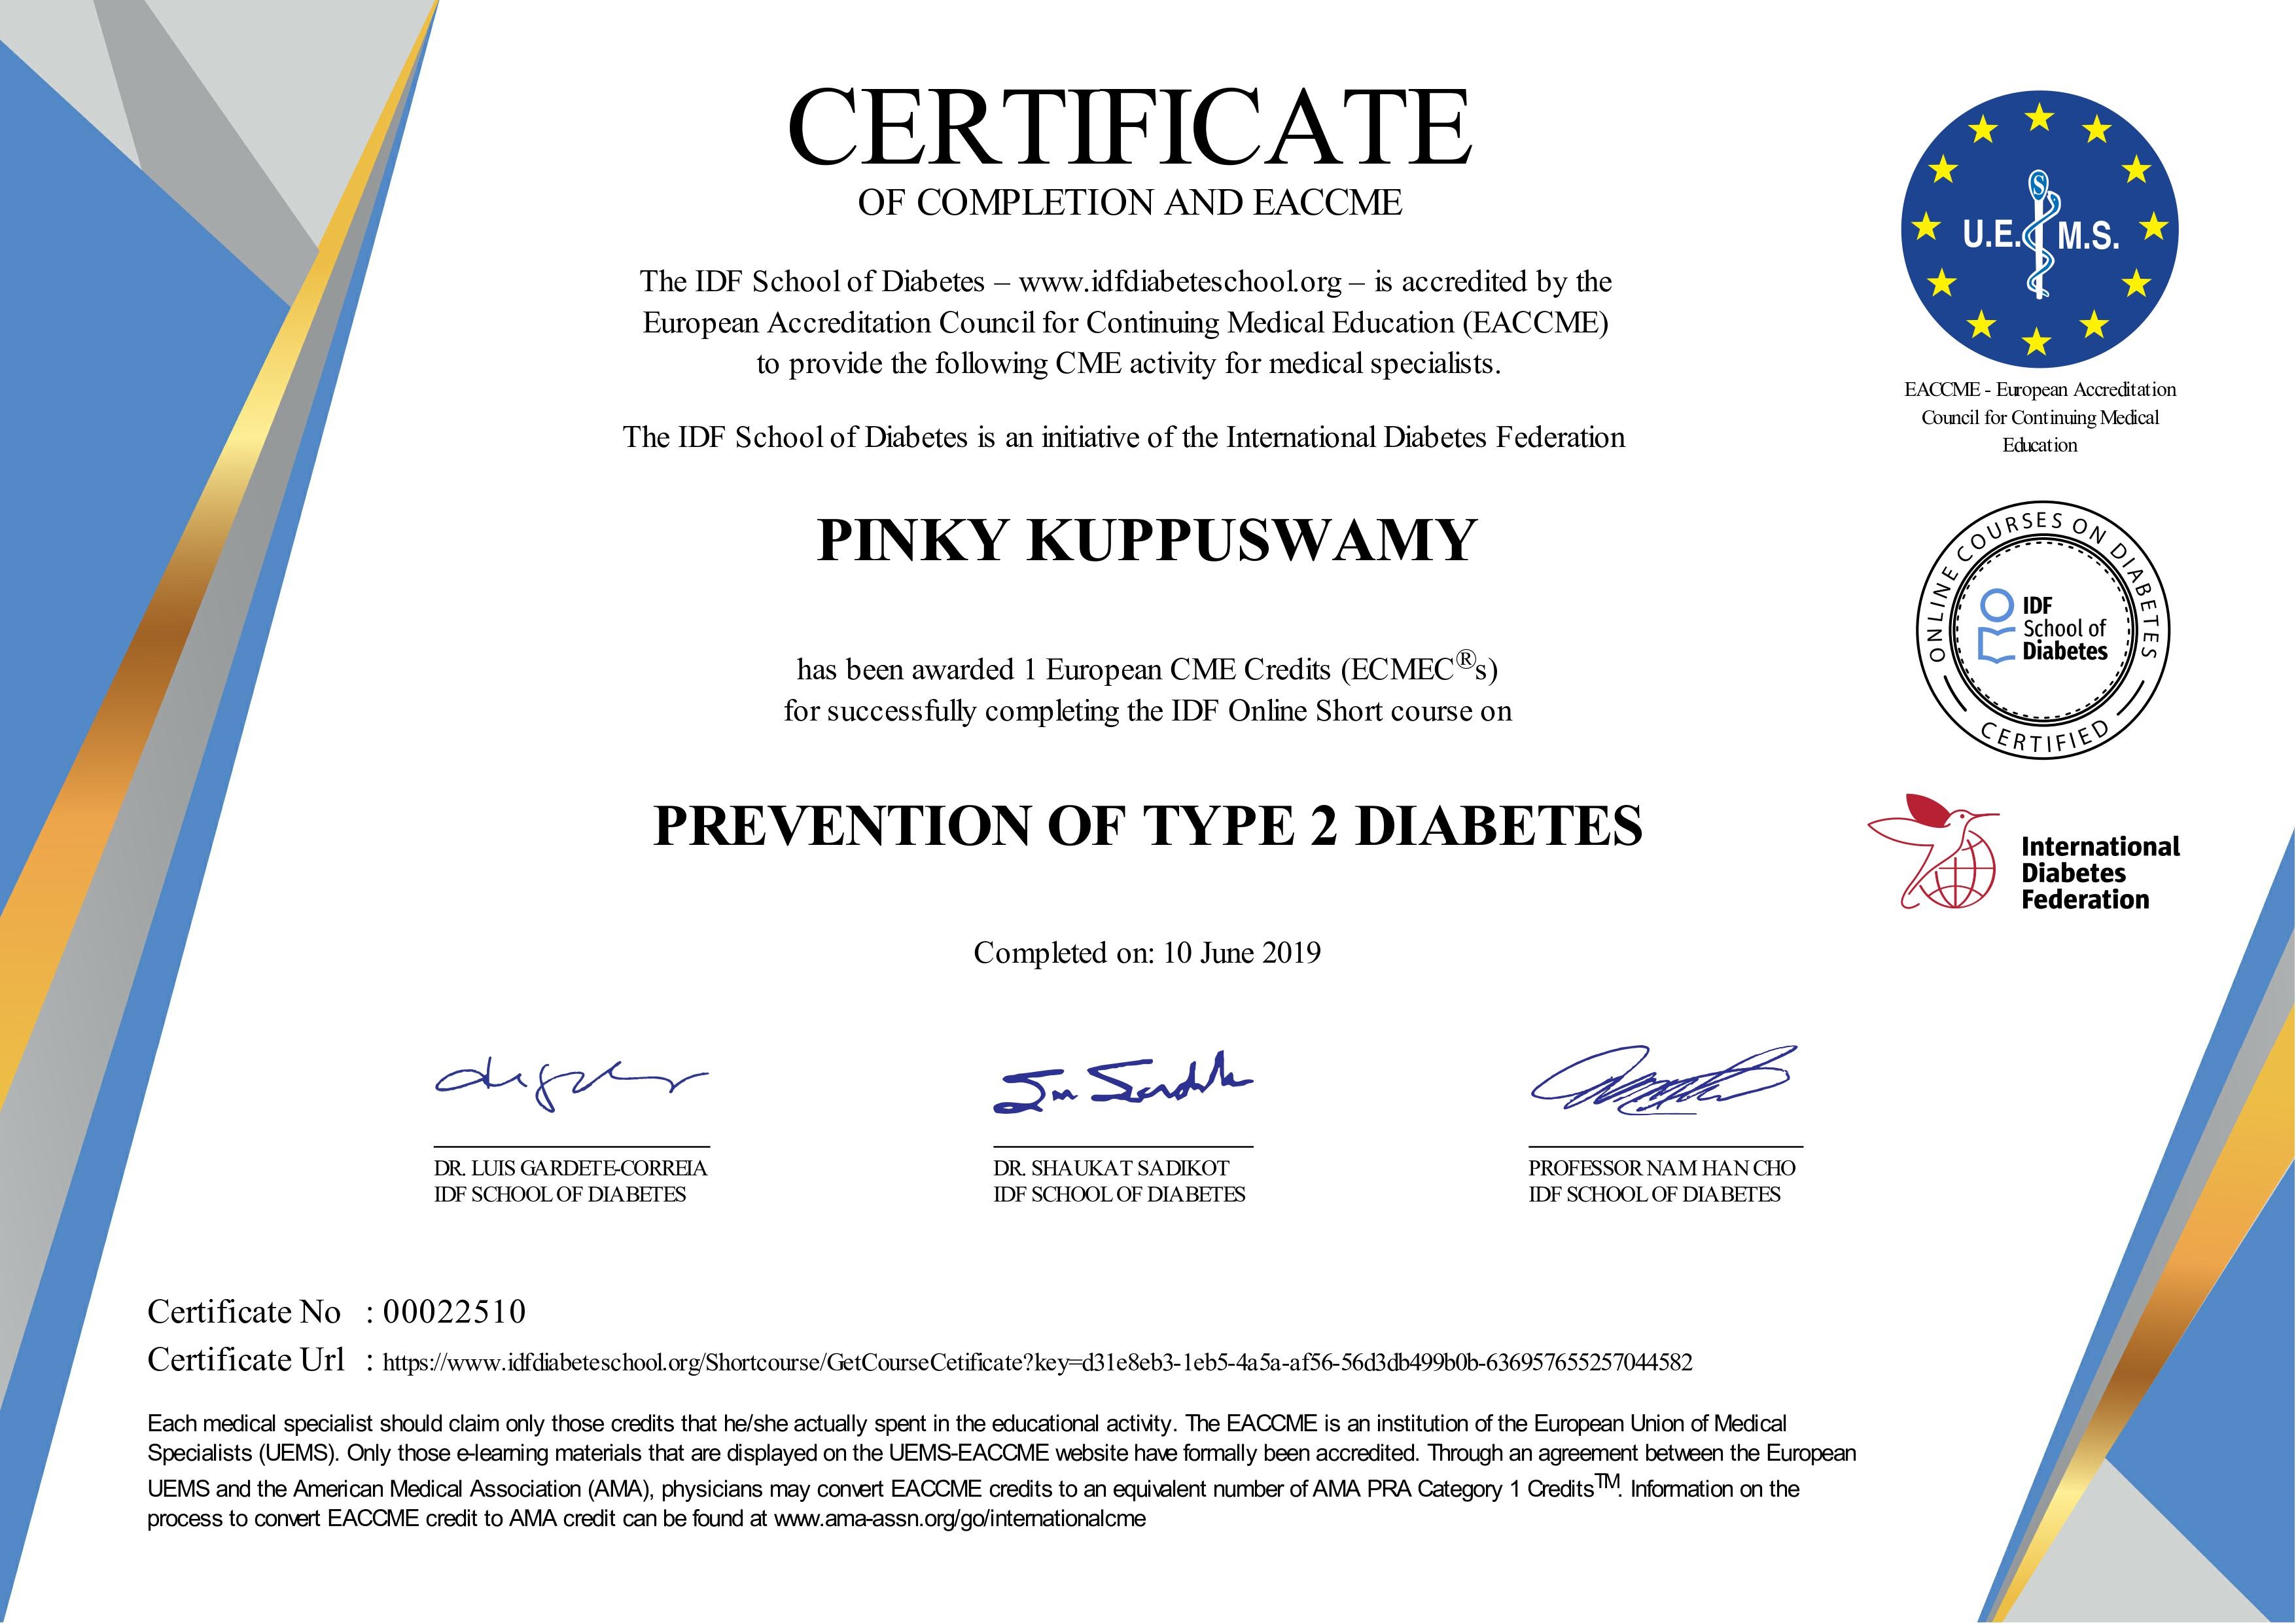 CERTIFICATE
OF COMPLETION AND EACCME
The IDF School of Diabetes – www.idfdiabeteschool.org – is accredited by the
European Accreditation Council for Continuing Medical Education (EACCME)
to provide the following CME activity for medical specialists.
The IDF School of Diabetes is an initiative of the International Diabetes Federation
U.E. S M.S.
EACCME - European Accreditation
Council for Continuing Medical
Education
PINKY KUPPUSWAMY
has been awarded 1 European CME Credits (ECMEC®s)
for successfully completing the IDF Online Short course on
ONLINE COURSES ON DIABETES
IDF
School of
Diabetes
CERTIFIED
PREVENTION OF TYPE 2 DIABETES
International
Diabetes
Federation
Completed on: 10 June 2019
DR. LUIS GARDETE-CORREIA
IDF SCHOOL OF DIABETES
DR. SHAUKAT SADIKOT
IDF SCHOOL OF DIABETES
PROFESSOR NAM HAN CHO
IDF SCHOOL OF DIABETES
Certificate No : 00022510
Certificate Url : https://www.idfdiabeteschool.org/Shortcourse/GetCourseCetificate?key=d31e8eb3-1eb5-4a5a-af56-56d3db499b0b-636957655257044582
Each medical specialist should claim only those credits that he/she actually spent in the educational activity. The EACCME is an institution of the European Union of Medical
Specialists (UEMS). Only those e-learning materials that are displayed on the UEMS-EACCME website have formally been accredited. Through an agreement between the European
UEMS and the American Medical Association (AMA), physicians may convert EACCME credits to an equivalent number of AMA PRA Category 1 Credits™. Information on the
process to convert EACCME credit to AMA credit can be found at www.ama-assn.org/go/internationalcme